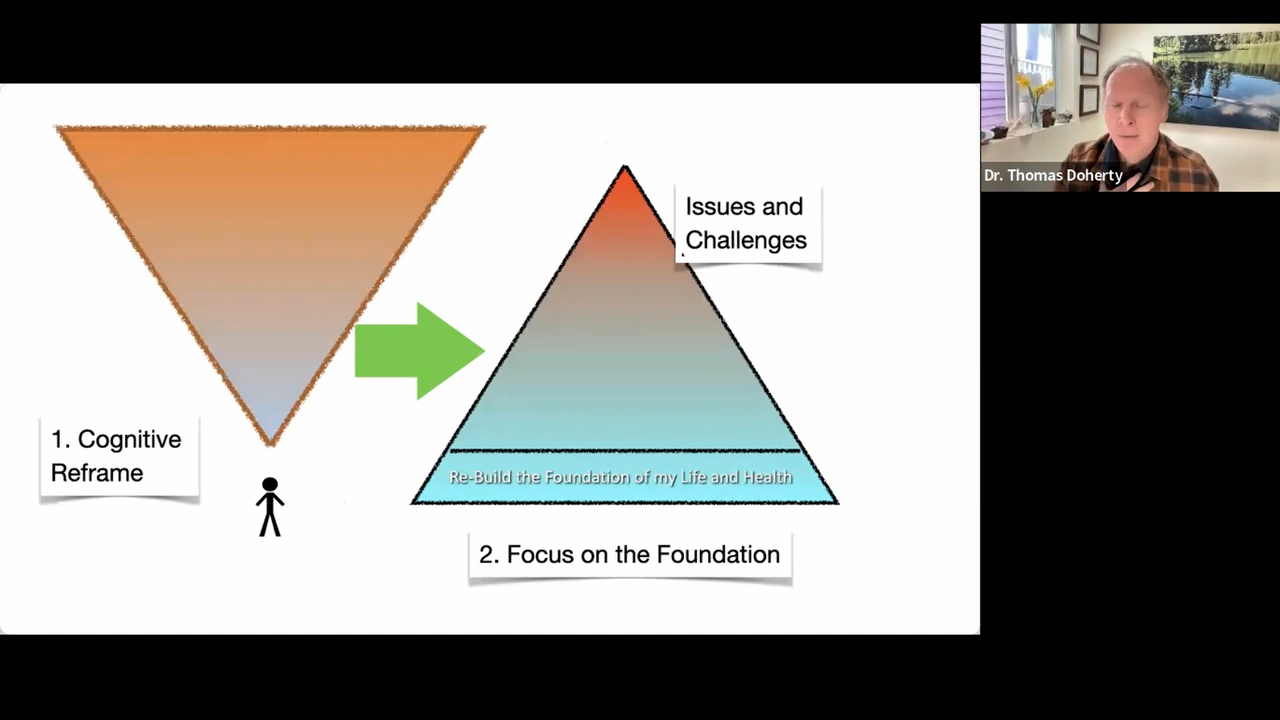 Issues and
Challenges
1. Cognitive
Reframe
Re-Build the Foundation of my Life and Health
2. Focus on the Foundation
Dr. Thomas Doherty